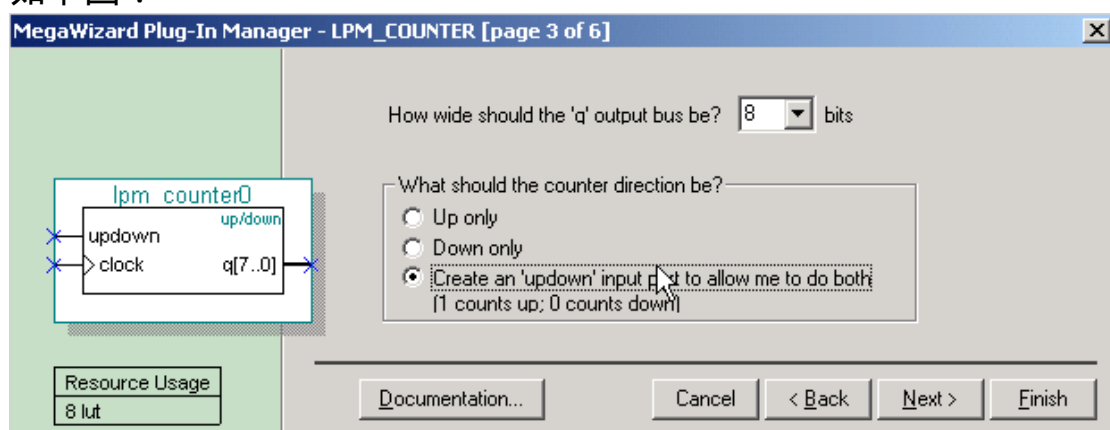 如下图：
MegaWizard Plug-In Manager - LPM_COUNTER [page 3 of 6]
How wide should the 'q' output bus be? 8 bits
What should the counter direction be?
Up only
Down only
Create an 'updown' input port to allow me to do both
(1 counts up; 0 counts down)
lpm_counter0
up/down
updown
clock q[7..0]
Resource Usage
8 lut
Documentation... Cancel < Back Next > Finish